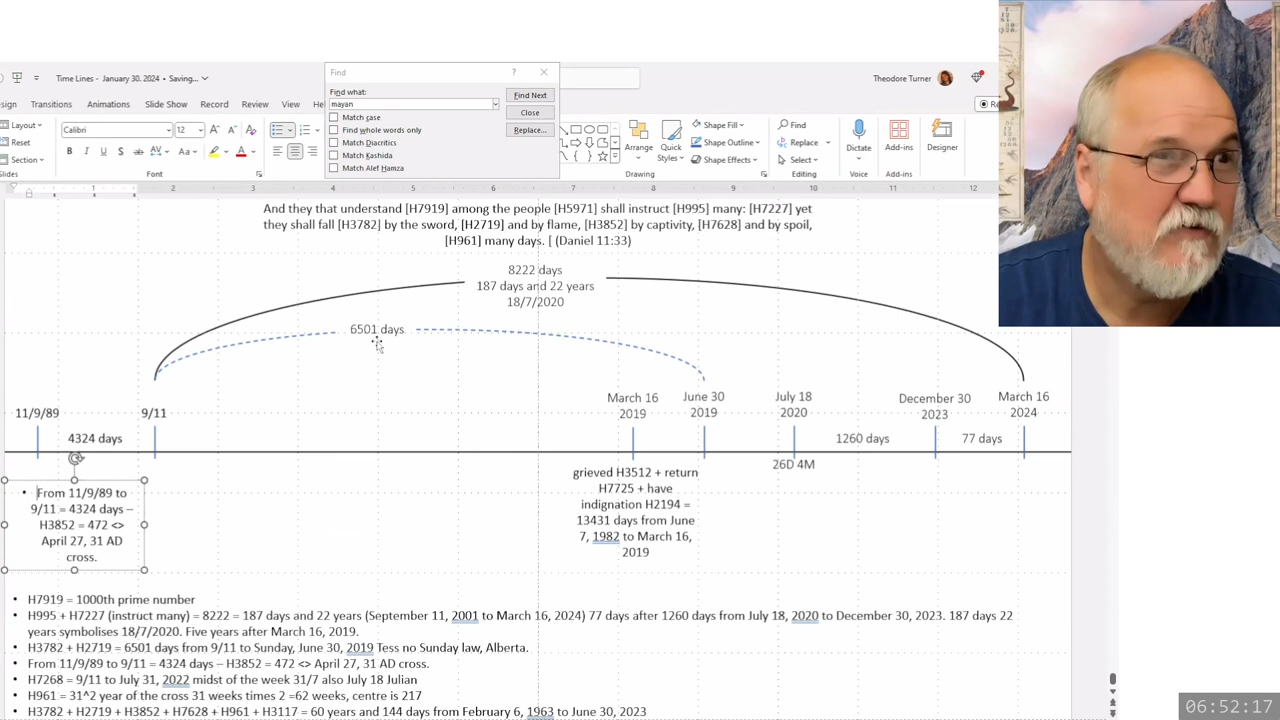 Time Lines - January 30. 2024 • Saving...
Theodore Turner
Transitions
Animations
Slide Show
Record
Review
View
Find
?
Find what:
mayan
Match case
Find whole words only
Match Diacritics
Match Kashida
Match Alef Hamza
Find Next
Close
Replace...
Layout
Reset
Section
Calibri
12
B I U S
Font
Arrange
Quick Styles
Shape Fill
Shape Outline
Shape Effects
Drawing
Find
Replace
Select
Editing
Dictate
Voice
Add-ins
Add-ins
Designer
2 3 4 5 6 7 8 9 10 11 12
And they that understand [H7919] among the people [H5971] shall instruct [H995] many: [H7227] yet
they shall fall [H3782] by the sword, [H2719] and by flame, [H3852] by captivity, [H7628] and by spoil,
[H961] many days. [ (Daniel 11:33)
8222 days
187 days and 22 years
18/7/2020
6501 days
11/9/89
9/11
March 16
2019
June 30
2019
July 18
2020
December 30
2023
March 16
2024
4324 days
1260 days
77 days
26D 4M
• From 11/9/89 to
9/11 = 4324 days –
H3852 = 472 <>
April 27, 31 AD
cross.
grieved H3512 + return
H7725 + have
indignation H2194 =
13431 days from June
7, 1982 to March 16,
2019
• H7919 = 1000th prime number
• H995 + H7227 (instruct many) = 8222 = 187 days and 22 years (September 11, 2001 to March 16, 2024) 77 days after 1260 days from July 18, 2020 to December 30, 2023. 187 days 22
years symbolises 18/7/2020. Five years after March 16, 2019.
• H3782 + H2719 = 6501 days from 9/11 to Sunday, June 30, 2019 Tess no Sunday law, Alberta.
• From 11/9/89 to 9/11 = 4324 days – H3852 = 472 <> April 27, 31 AD cross.
• H7268 = 9/11 to July 31, 2022 midst of the week 31/7 also July 18 Julian
• H961 = 31^2 year of the cross 31 weeks times 2 =62 weeks, centre is 217
• H3782 + H2719 + H3852 + H7628 + H961 + H3117 = 60 years and 144 days from February 6, 1963 to June 30, 2023
06:52:17